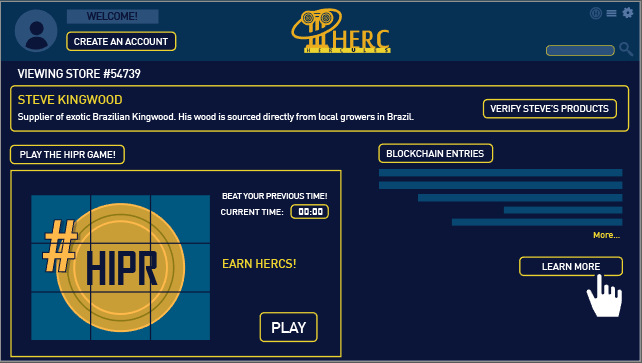 WELCOME!
CREATE AN ACCOUNT
HERC
HERCULES
VIEWING STORE #54739
STEVE KINGWOOD
Supplier of exotic Brazilian Kingwood. His wood is sourced directly from local growers in Brazil.
VERIFY STEVE'S PRODUCTS
PLAY THE HIPR GAME!
#HIPR
BEAT YOUR PREVIOUS TIME!
CURRENT TIME: 00:00
EARN HERCS!
PLAY
BLOCKCHAIN ENTRIES
More...
LEARN MORE